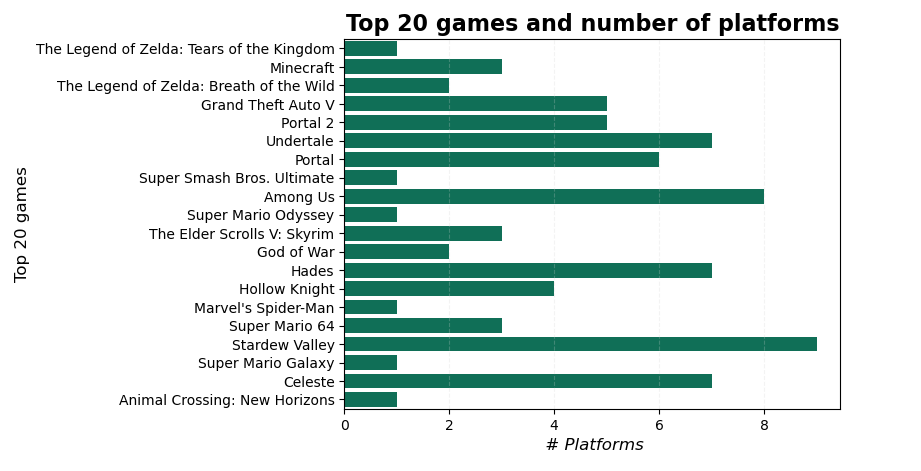 Top 20 games and number of platforms
The Legend of Zelda: Tears of the Kingdom
Minecraft
The Legend of Zelda: Breath of the Wild
Grand Theft Auto V
Portal 2
Undertale
Portal
Super Smash Bros. Ultimate
Among Us
Super Mario Odyssey
The Elder Scrolls V: Skyrim
God of War
Hades
Hollow Knight
Marvel's Spider-Man
Super Mario 64
Stardew Valley
Super Mario Galaxy
Celeste
Animal Crossing: New Horizons
Top 20 games
0 2 4 6 8
# Platforms